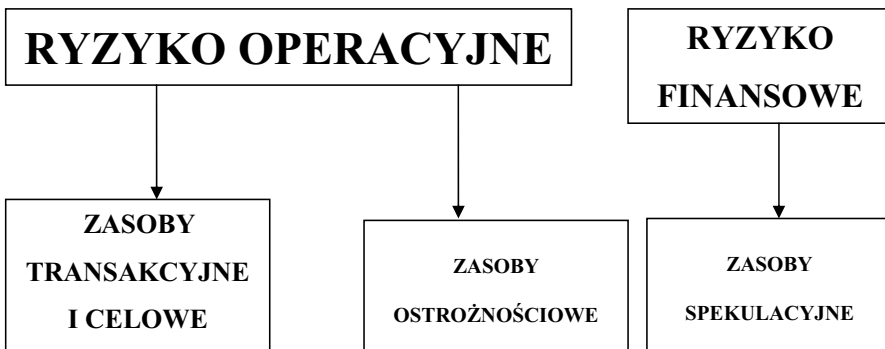 RYZYKO OPERACYJNE
RYZYKO
FINANSOWE
ZASOBY
TRANSAKCYJNE
I CELOWE
ZASOBY
OSTROŻNOŚCIOWE
ZASOBY
SPEKULACYJNE